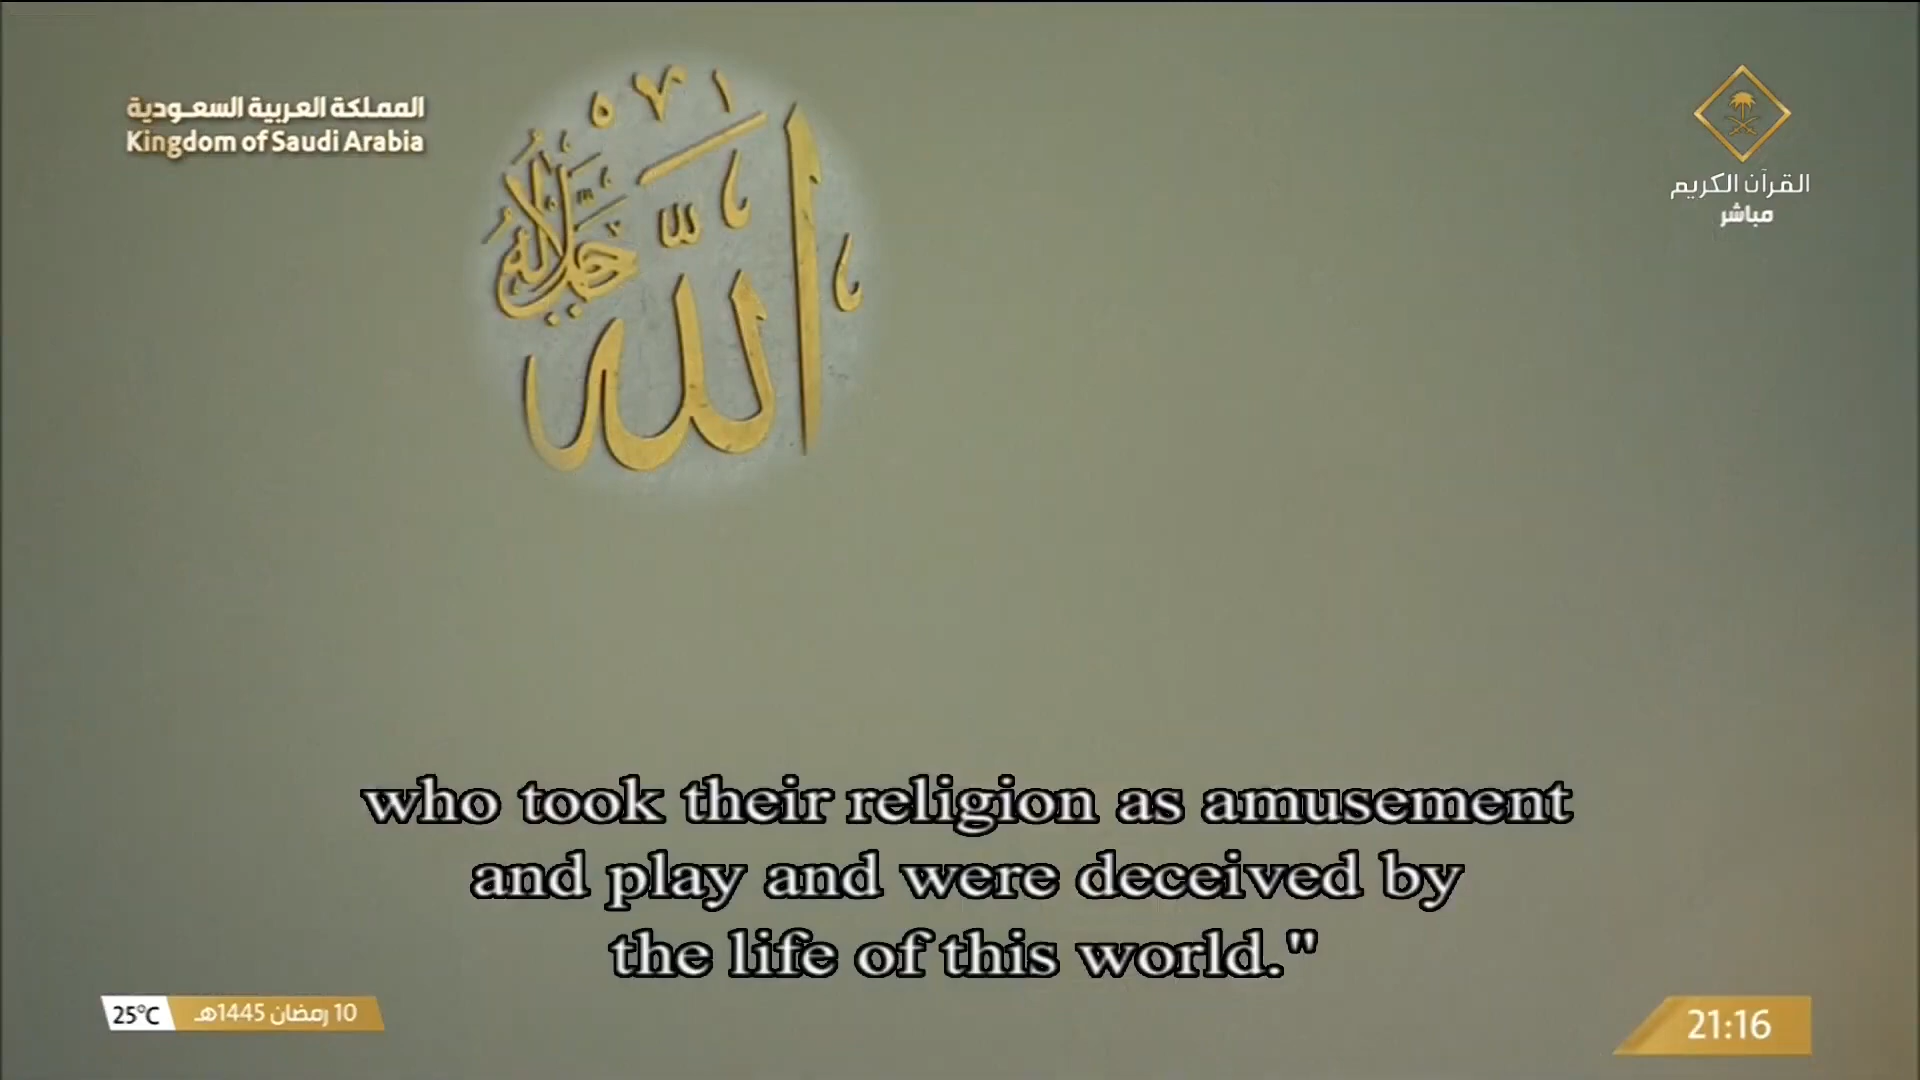 المملكة العربية السعودية
Kingdom of Saudi Arabia
الله
جل جلاله
القرآن الكريم
مباشر
who took their religion as amusement
and play and were deceived by
the life of this world."
25°C
10 رمضان 1445هـ
21:16